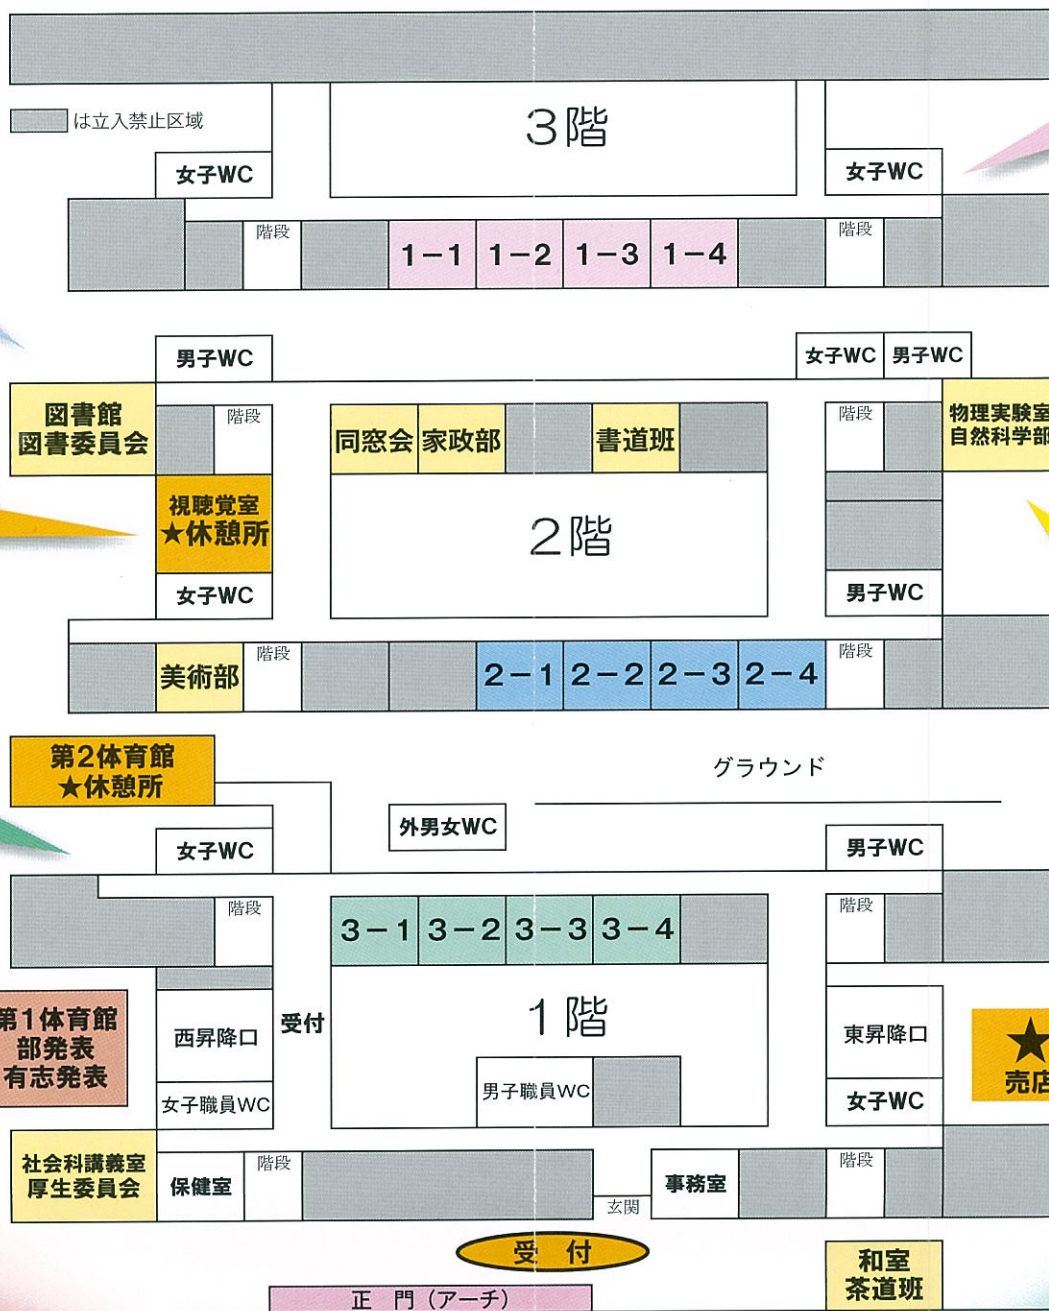 は立入禁止区域
3階
女子WC
女子WC
階段
1-1
1-2
1-3
1-4
階段
男子WC
女子WC
男子WC
図書館
図書委員会
階段
同窓会
家政部
書道班
階段
物理実験室
自然科学部
視聴覚室
★休憩所
2階
女子WC
男子WC
美術部
階段
2-1
2-2
2-3
2-4
階段
第2体育館
★休憩所
グラウンド
外男女WC
女子WC
男子WC
階段
3-1
3-2
3-3
3-4
階段
第1体育館
部発表
有志発表
西昇降口
受付
1階
東昇降口
★
売店
女子職員WC
男子職員WC
女子WC
社会科講義室
厚生委員会
保健室
階段
玄関
事務室
階段
受付
和室
茶道班
正門（アーチ）